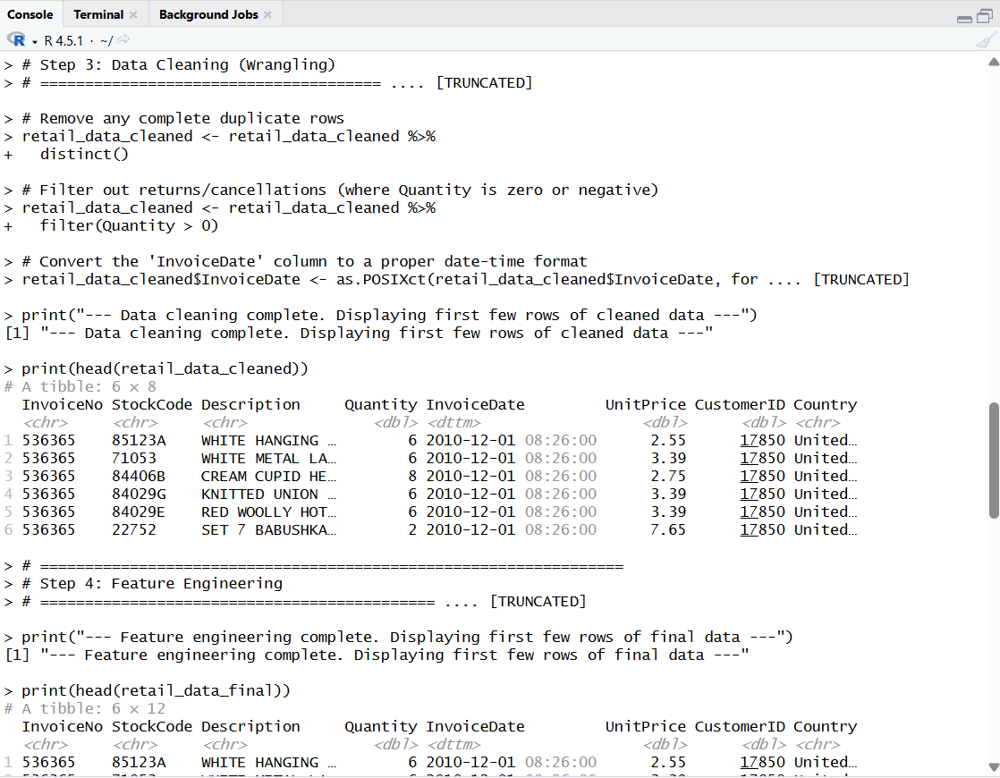 Console Terminal Background Jobs
R R 4.5.1 · ~/
> # Step 3: Data Cleaning (Wrangling)
> # ====================================== .... [TRUNCATED]
> # Remove any complete duplicate rows
> retail_data_cleaned <- retail_data_cleaned %>%
+   distinct()
> # Filter out returns/cancellations (where Quantity is zero or negative)
> retail_data_cleaned <- retail_data_cleaned %>%
+   filter(Quantity > 0)
> # Convert the 'InvoiceDate' column to a proper date-time format
> retail_data_cleaned$InvoiceDate <- as.POSIXct(retail_data_cleaned$InvoiceDate, for .... [TRUNCATED]
> print("--- Data cleaning complete. Displaying first few rows of cleaned data ---")
[1] "--- Data cleaning complete. Displaying first few rows of cleaned data ---"
> print(head(retail_data_cleaned))
# A tibble: 6 × 8
  InvoiceNo StockCode Description     Quantity InvoiceDate         UnitPrice CustomerID Country
  <chr>     <chr>     <chr>              <dbl> <dttm>                  <dbl>      <dbl> <chr>
1 536365    85123A    WHITE HANGING …        6 2010-12-01 08:26:00      2.55      17850 United…
2 536365    71053     WHITE METAL LA…        6 2010-12-01 08:26:00      3.39      17850 United…
3 536365    84406B    CREAM CUPID HE…        8 2010-12-01 08:26:00      2.75      17850 United…
4 536365    84029G    KNITTED UNION …        6 2010-12-01 08:26:00      3.39      17850 United…
5 536365    84029E    RED WOOLLY HOT…        6 2010-12-01 08:26:00      3.39      17850 United…
6 536365    22752     SET 7 BABUSHKA…        2 2010-12-01 08:26:00      7.65      17850 United…
> # =================================================================
> # Step 4: Feature Engineering
> # ============================================ .... [TRUNCATED]
> print("--- Feature engineering complete. Displaying first few rows of final data ---")
[1] "--- Feature engineering complete. Displaying first few rows of final data ---"
> print(head(retail_data_final))
# A tibble: 6 × 12
  InvoiceNo StockCode Description     Quantity InvoiceDate         UnitPrice CustomerID Country
  <chr>     <chr>     <chr>              <dbl> <dttm>                  <dbl>      <dbl> <chr>
1 536365    85123A    WHITE HANGING …        6 2010-12-01 08:26:00      2.55      17850 United…